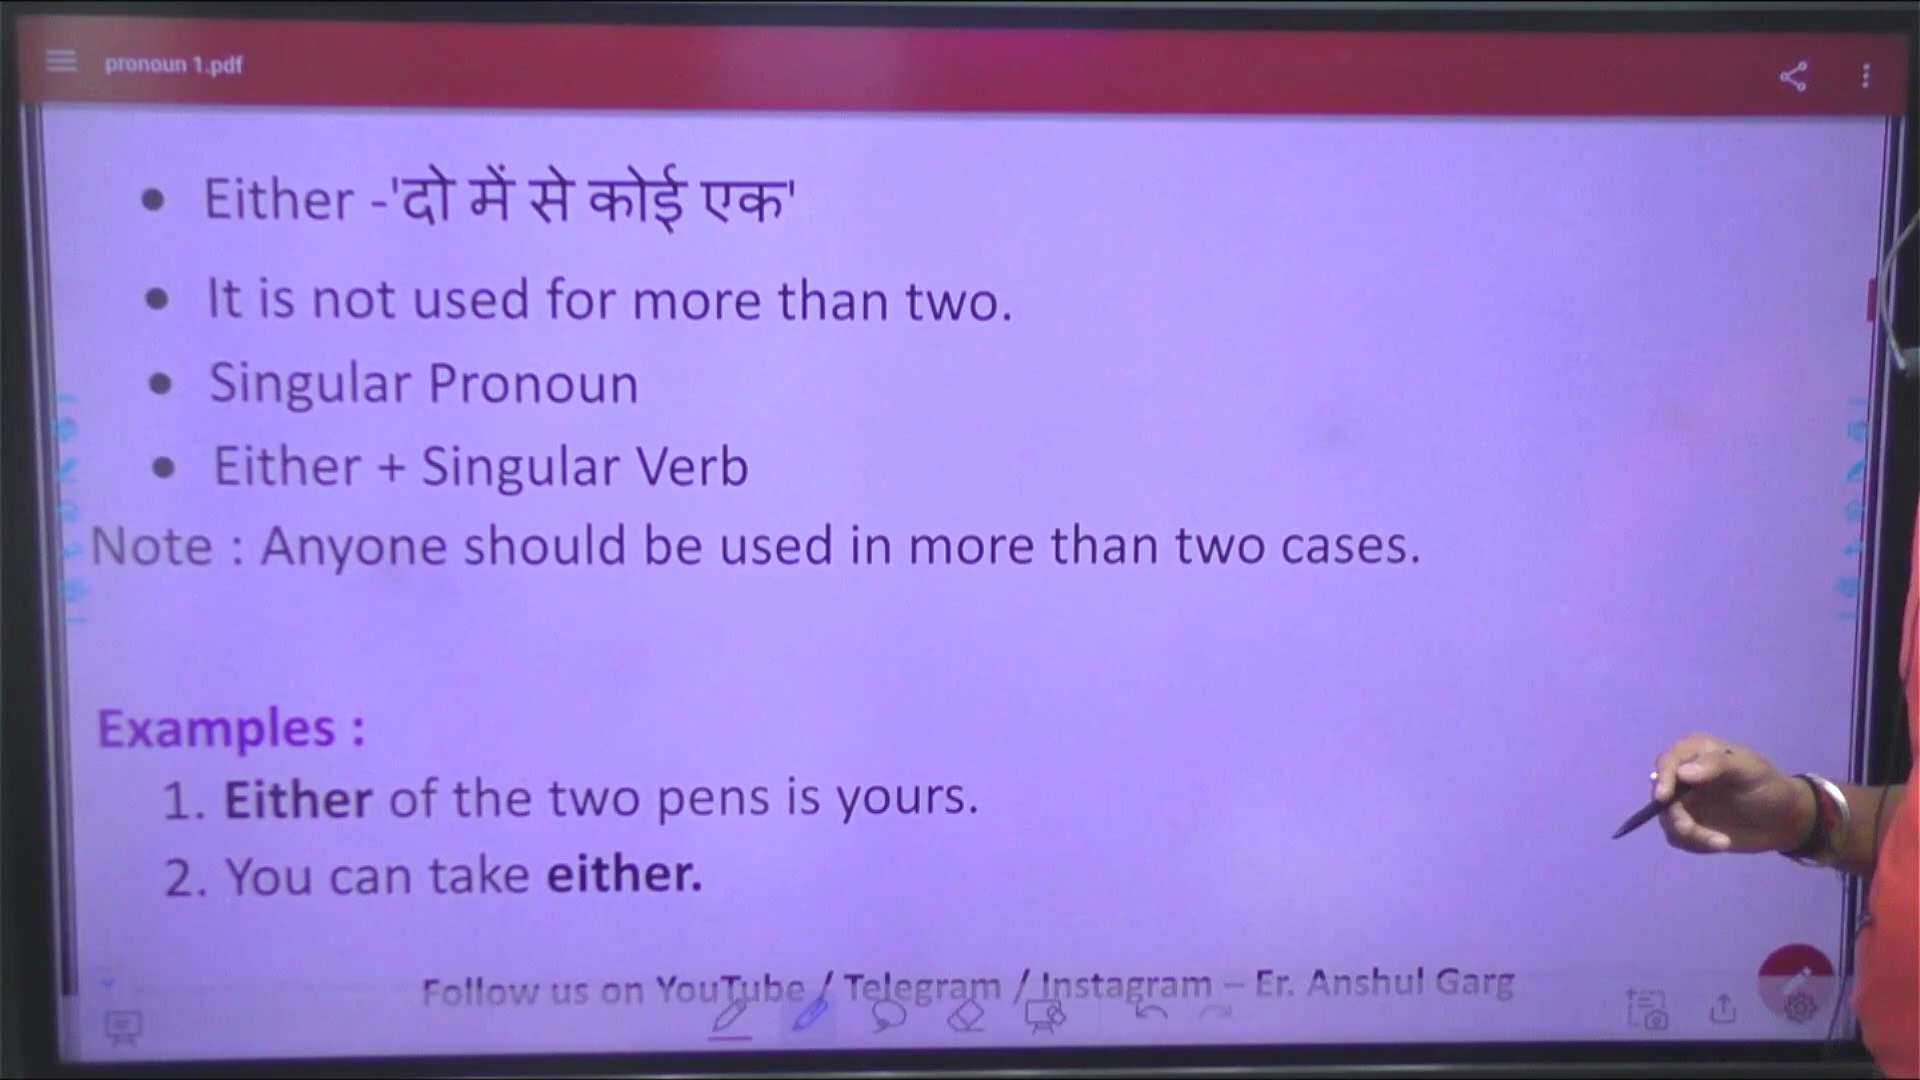 pronoun 1.pdf
• Either -'दो में से कोई एक'
• It is not used for more than two.
• Singular Pronoun
• Either + Singular Verb
Note : Anyone should be used in more than two cases.
Examples :
1. Either of the two pens is yours.
2. You can take either.
Follow us on YouTube / Telegram / Instagram – Er. Anshul Garg